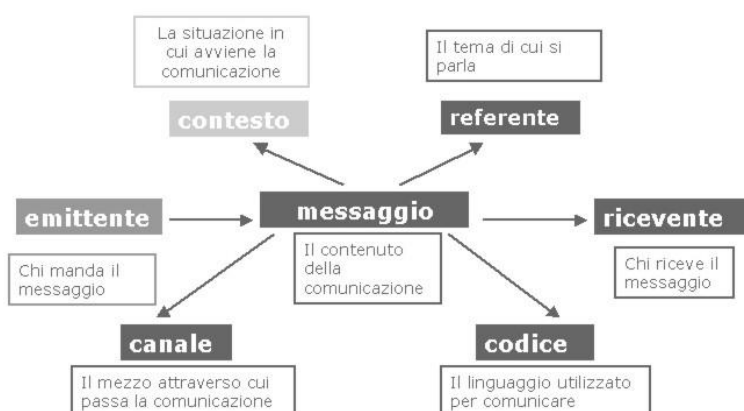 La situazione in
cui avviene la
comunicazione
contesto
Il tema di cui si
parla
referente
emittente
Chi manda il
messaggio
messaggio
Il contenuto
della
comunicazione
ricevente
Chi riceve il
messaggio
canale
Il mezzo attraverso cui
passa la comunicazione
codice
Il linguaggio utilizzato
per comunicare